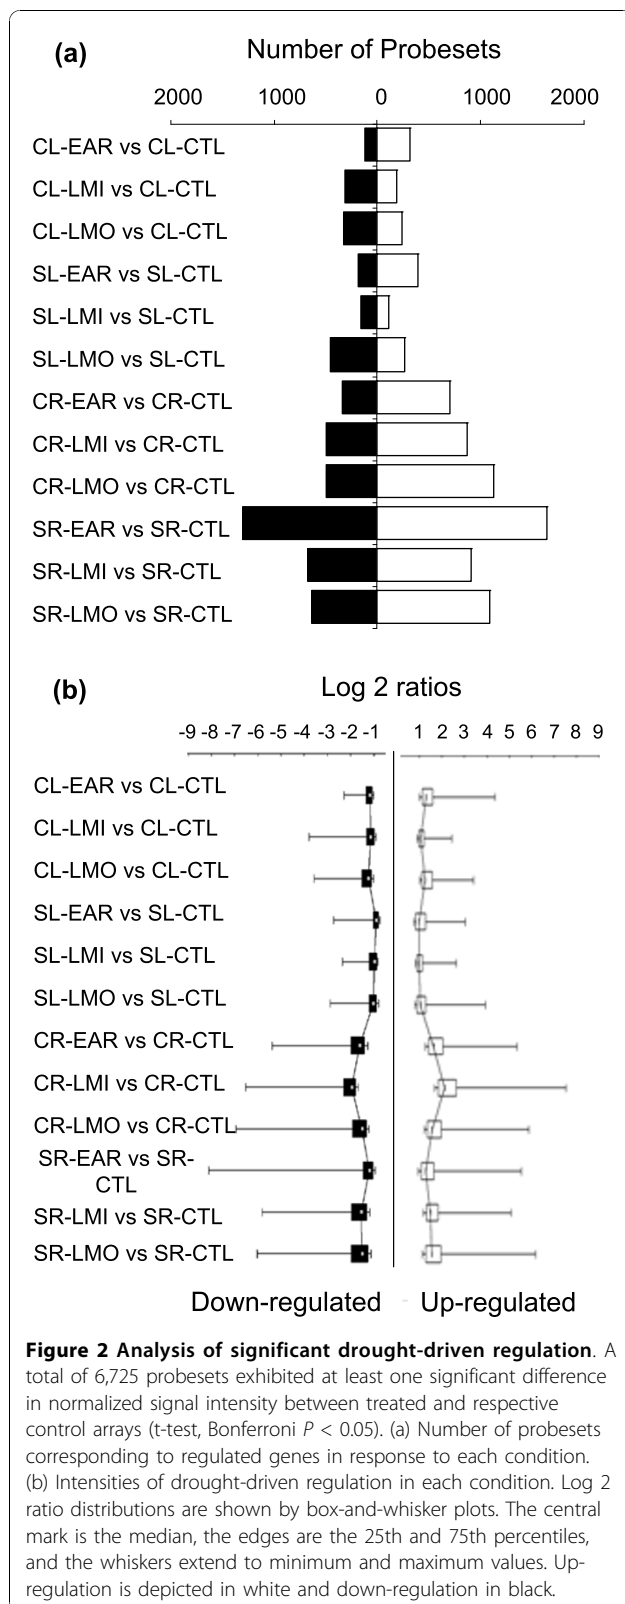 (a) Number of Probesets
2000 1000 0 1000 2000
CL-EAR vs CL-CTL
CL-LMI vs CL-CTL
CL-LMO vs CL-CTL
SL-EAR vs SL-CTL
SL-LMI vs SL-CTL
SL-LMO vs SL-CTL
CR-EAR vs CR-CTL
CR-LMI vs CR-CTL
CR-LMO vs CR-CTL
SR-EAR vs SR-CTL
SR-LMI vs SR-CTL
SR-LMO vs SR-CTL
(b) Log 2 ratios
-9 -8 -7 -6 -5 -4 -3 -2 -1 1 2 3 4 5 6 7 8 9
CL-EAR vs CL-CTL
CL-LMI vs CL-CTL
CL-LMO vs CL-CTL
SL-EAR vs SL-CTL
SL-LMI vs SL-CTL
SL-LMO vs SL-CTL
CR-EAR vs CR-CTL
CR-LMI vs CR-CTL
CR-LMO vs CR-CTL
SR-EAR vs SR-
CTL
SR-LMI vs SR-CTL
SR-LMO vs SR-CTL
Down-regulated Up-regulated
Figure 2 Analysis of significant drought-driven regulation. A
total of 6,725 probesets exhibited at least one significant difference
in normalized signal intensity between treated and respective
control arrays (t-test, Bonferroni P < 0.05). (a) Number of probesets
corresponding to regulated genes in response to each condition.
(b) Intensities of drought-driven regulation in each condition. Log 2
ratio distributions are shown by box-and-whisker plots. The central
mark is the median, the edges are the 25th and 75th percentiles,
and the whiskers extend to minimum and maximum values. Up-
regulation is depicted in white and down-regulation in black.